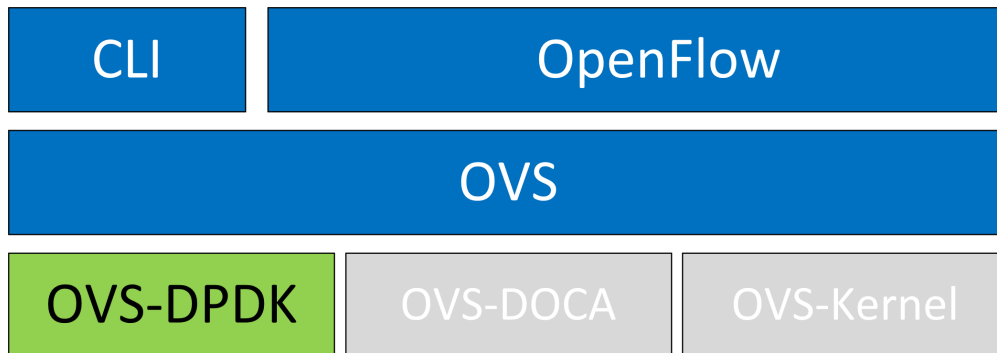 CLI
OpenFlow
OVS
OVS-DPDK
OVS-DOCA
OVS-Kernel